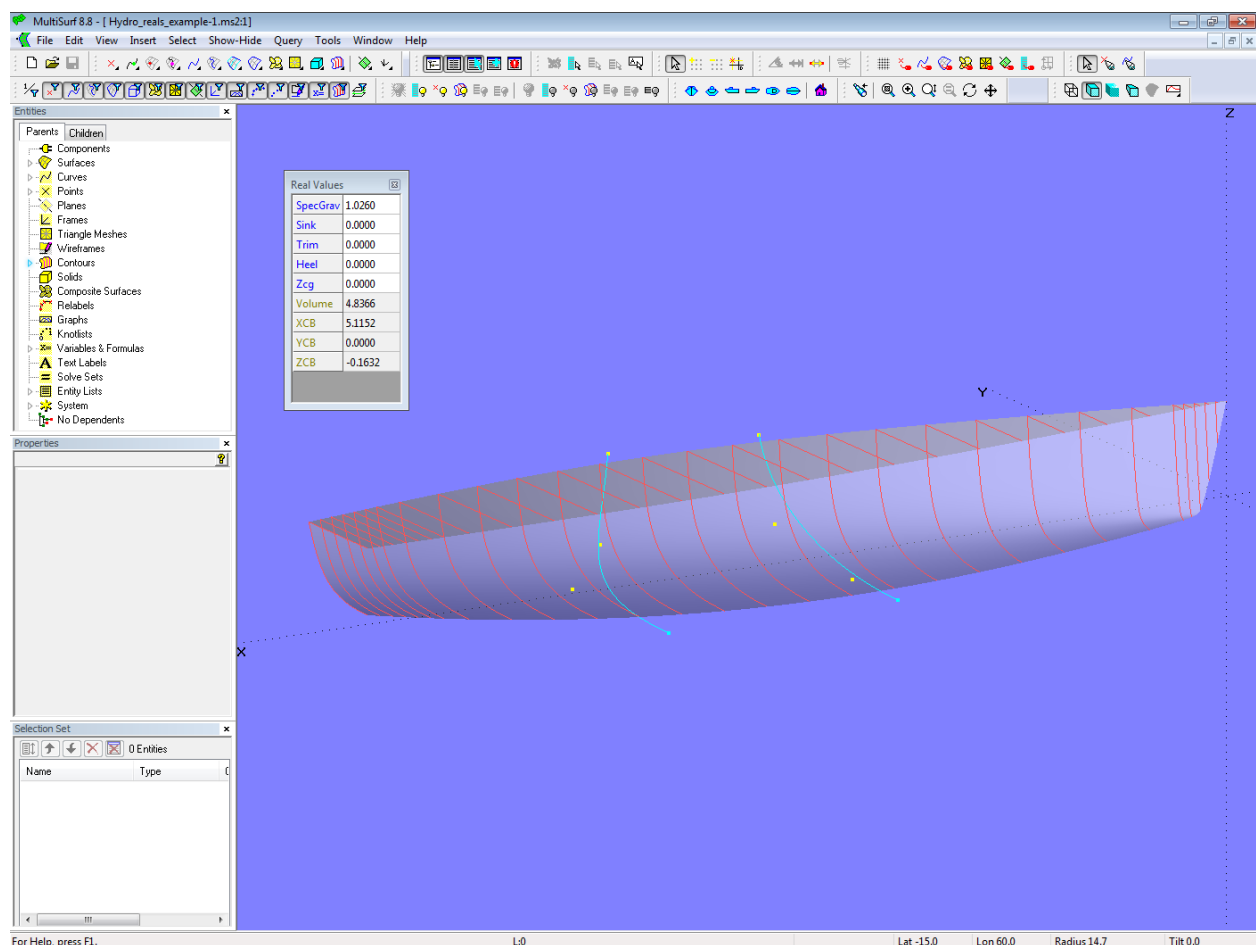 MultiSurf 8.8 - [ Hydro_reals_example-1.ms2:1]
File Edit View Insert Select Show-Hide Query Tools Window Help
Entities
Parents Children
Components
Surfaces
Curves
Points
Planes
Frames
Triangle Meshes
Wireframes
Contours
Solids
Composite Surfaces
Relabels
Graphs
Knotlists
Variables & Formulas
Text Labels
Solve Sets
Entity Lists
System
No Dependents
Properties
Selection Set
0 Entities
Name Type
Real Values
SpecGrav 1.0260
Sink 0.0000
Trim 0.0000
Heel 0.0000
Zcg 0.0000
Volume 4.8366
XCB 5.1152
YCB 0.0000
ZCB -0.1632
Z
Y
X
For Help, press F1. L:0 Lat -15.0 Lon 60.0 Radius 14.7 Tilt 0.0